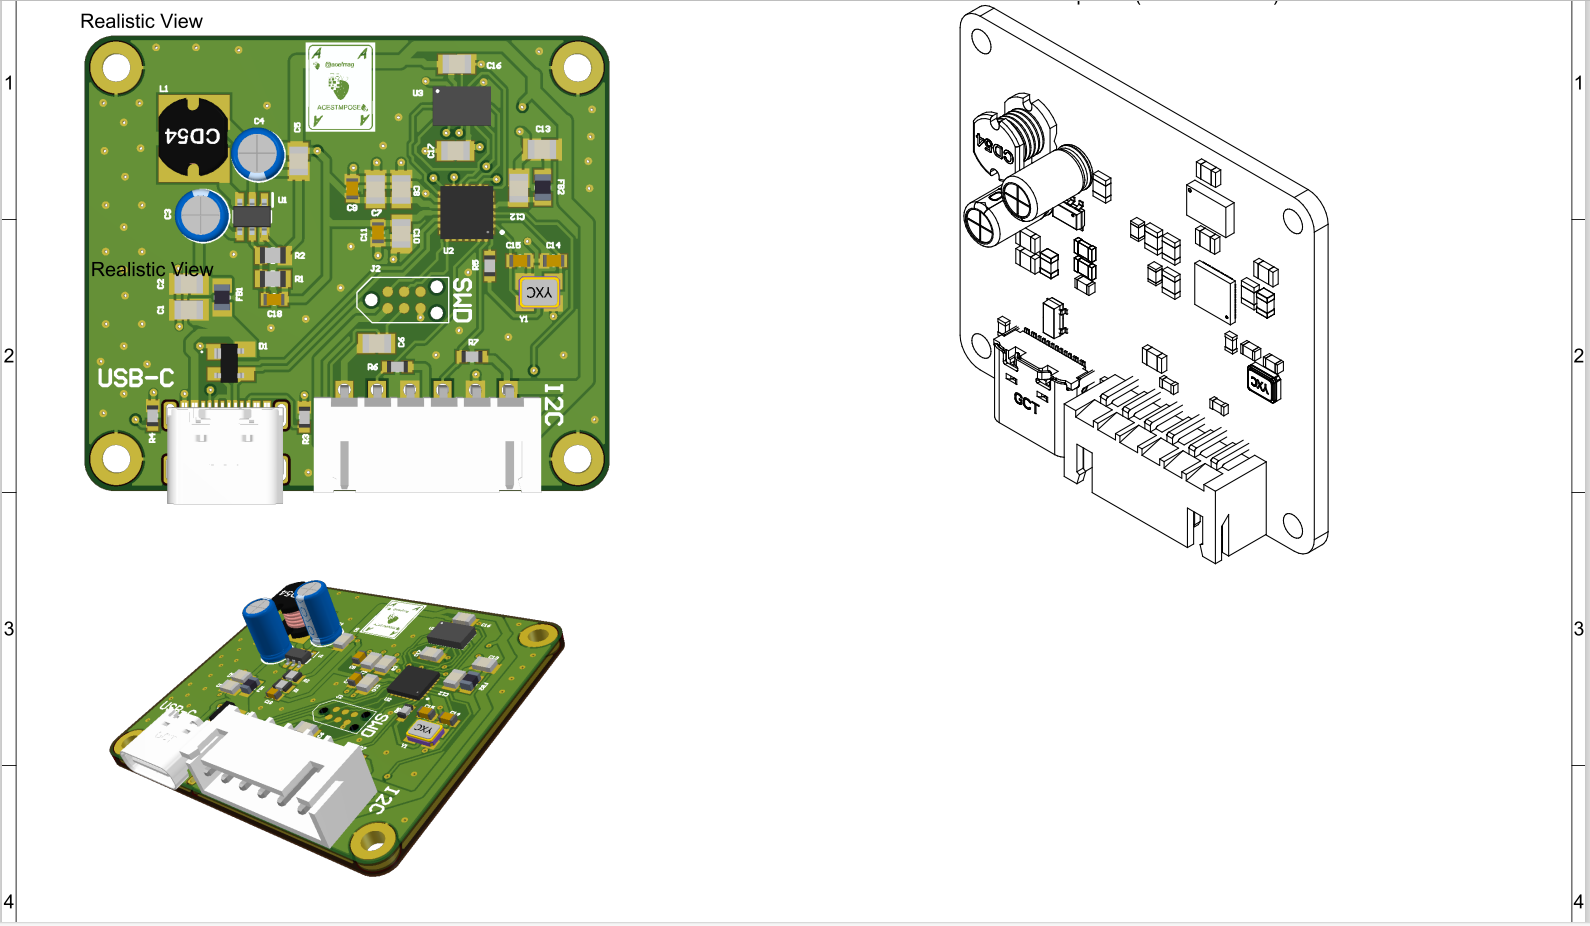 Realistic View
1
1
A
A
@acelmag
ACESTMPOSE
A
A
L1
CD54
C4
C5
C3
U1
U3
C16
C17
C13
FB2
C12
C9
C7
C8
C11
C10
U2
R5
C15
C14
YXC
Y1
R2
R1
C18
Realistic View
C2
C1
FB1
J2
SWD
C6
R7
R6
D1
USB-C
I2C
R4
R3
2
2
CD54
YXC
GCT
3
3
CD54
USB-C
SWD
YXC
I2C
4
4